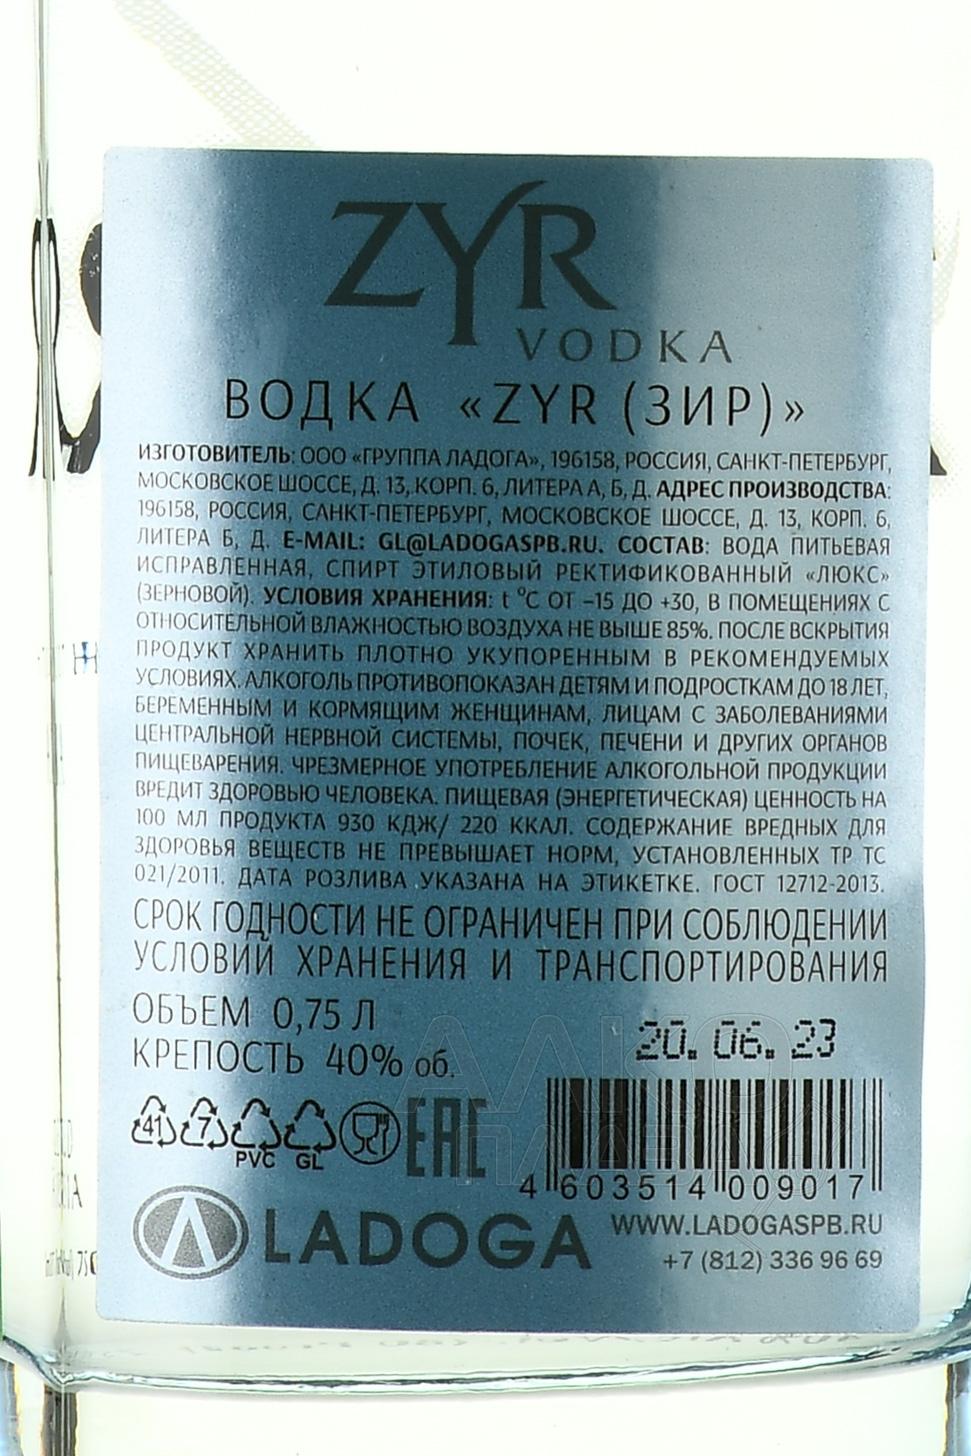 ZYR
VODKA
ВОДКА «ZYR (ЗИР)»
ИЗГОТОВИТЕЛЬ: ООО «ГРУППА ЛАДОГА», 196158, РОССИЯ, САНКТ-ПЕТЕРБУРГ,
МОСКОВСКОЕ ШОССЕ, Д. 13, КОРП. 6, ЛИТЕРА А, Б, Д. АДРЕС ПРОИЗВОДСТВА:
196158, РОССИЯ, САНКТ-ПЕТЕРБУРГ, МОСКОВСКОЕ ШОССЕ, Д. 13, КОРП. 6,
ЛИТЕРА Б, Д. E-MAIL: GL@LADOGASPB.RU. СОСТАВ: ВОДА ПИТЬЕВАЯ
ИСПРАВЛЕННАЯ, СПИРТ ЭТИЛОВЫЙ РЕКТИФИКОВАННЫЙ «ЛЮКС»
(ЗЕРНОВОЙ). УСЛОВИЯ ХРАНЕНИЯ: t °C ОТ –15 ДО +30, В ПОМЕЩЕНИЯХ С
ОТНОСИТЕЛЬНОЙ ВЛАЖНОСТЬЮ ВОЗДУХА НЕ ВЫШЕ 85%. ПОСЛЕ ВСКРЫТИЯ
ПРОДУКТ ХРАНИТЬ ПЛОТНО УКУПОРЕННЫМ В РЕКОМЕНДУЕМЫХ
УСЛОВИЯХ. АЛКОГОЛЬ ПРОТИВОПОКАЗАН ДЕТЯМ И ПОДРОСТКАМ ДО 18 ЛЕТ,
БЕРЕМЕННЫМ И КОРМЯЩИМ ЖЕНЩИНАМ, ЛИЦАМ С ЗАБОЛЕВАНИЯМИ
ЦЕНТРАЛЬНОЙ НЕРВНОЙ СИСТЕМЫ, ПОЧЕК, ПЕЧЕНИ И ДРУГИХ ОРГАНОВ
ПИЩЕВАРЕНИЯ. ЧРЕЗМЕРНОЕ УПОТРЕБЛЕНИЕ АЛКОГОЛЬНОЙ ПРОДУКЦИИ
ВРЕДИТ ЗДОРОВЬЮ ЧЕЛОВЕКА. ПИЩЕВАЯ (ЭНЕРГЕТИЧЕСКАЯ) ЦЕННОСТЬ НА
100 МЛ ПРОДУКТА 930 КДЖ/ 220 ККАЛ. СОДЕРЖАНИЕ ВРЕДНЫХ ДЛЯ
ЗДОРОВЬЯ ВЕЩЕСТВ НЕ ПРЕВЫШАЕТ НОРМ, УСТАНОВЛЕННЫХ ТР ТС
021/2011. ДАТА РОЗЛИВА УКАЗАНА НА ЭТИКЕТКЕ. ГОСТ 12712-2013.
СРОК ГОДНОСТИ НЕ ОГРАНИЧЕН ПРИ СОБЛЮДЕНИИ
УСЛОВИЙ ХРАНЕНИЯ И ТРАНСПОРТИРОВАНИЯ
ОБЪЕМ 0,75 Л
КРЕПОСТЬ 40% об.
20.06.23
41 7 PVC GL EAC
4 603514 009017
LADOGA
WWW.LADOGASPB.RU
+7 (812) 336 96 69